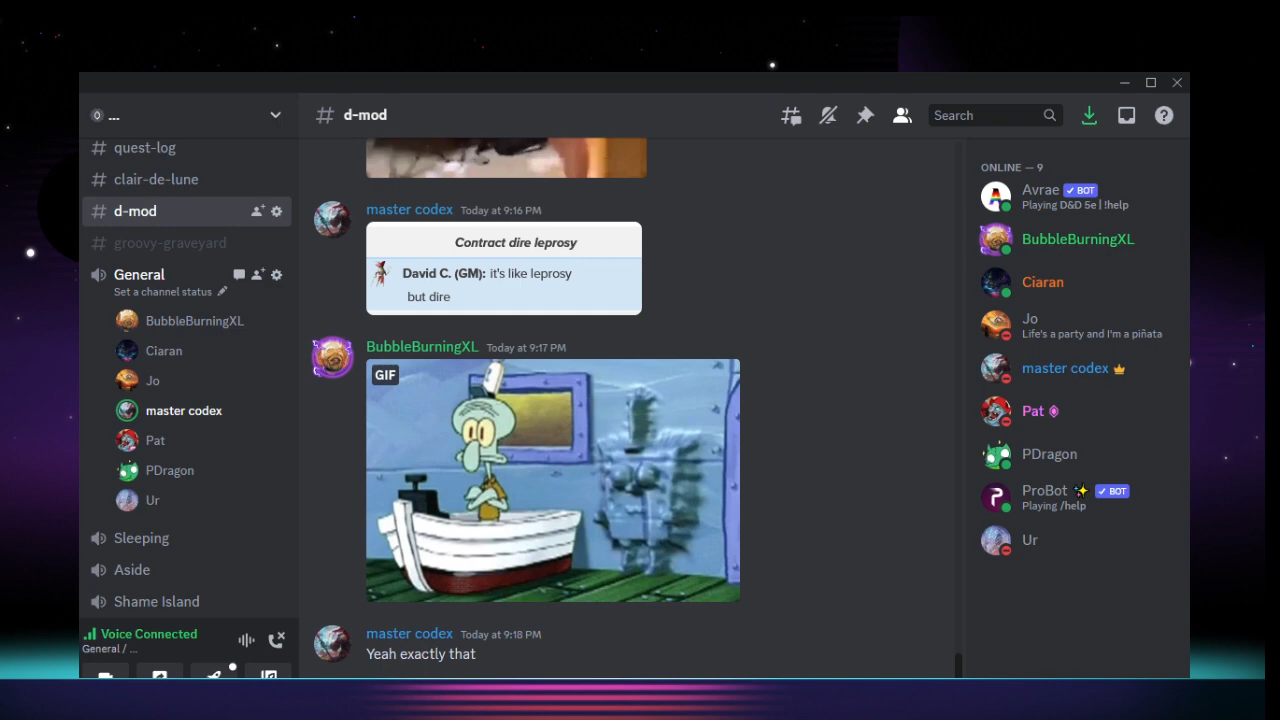 ...
quest-log
clair-de-lune
d-mod
groovy-graveyard
General
Set a channel status
BubbleBurningXL
Ciaran
Jo
master codex
Pat
PDragon
Ur
Sleeping
Aside
Shame Island
Voice Connected
General / ...
d-mod
Search
master codex Today at 9:16 PM
Contract dire leprosy
David C. (GM): it's like leprosy
but dire
BubbleBurningXL Today at 9:17 PM
GIF
master codex Today at 9:18 PM
Yeah exactly that
ONLINE — 9
Avrae ✓ BOT
Playing D&D 5e | !help
BubbleBurningXL
Ciaran
Jo
Life's a party and I'm a piñata
master codex
Pat
PDragon
ProBot ✨ ✓ BOT
Playing /help
Ur